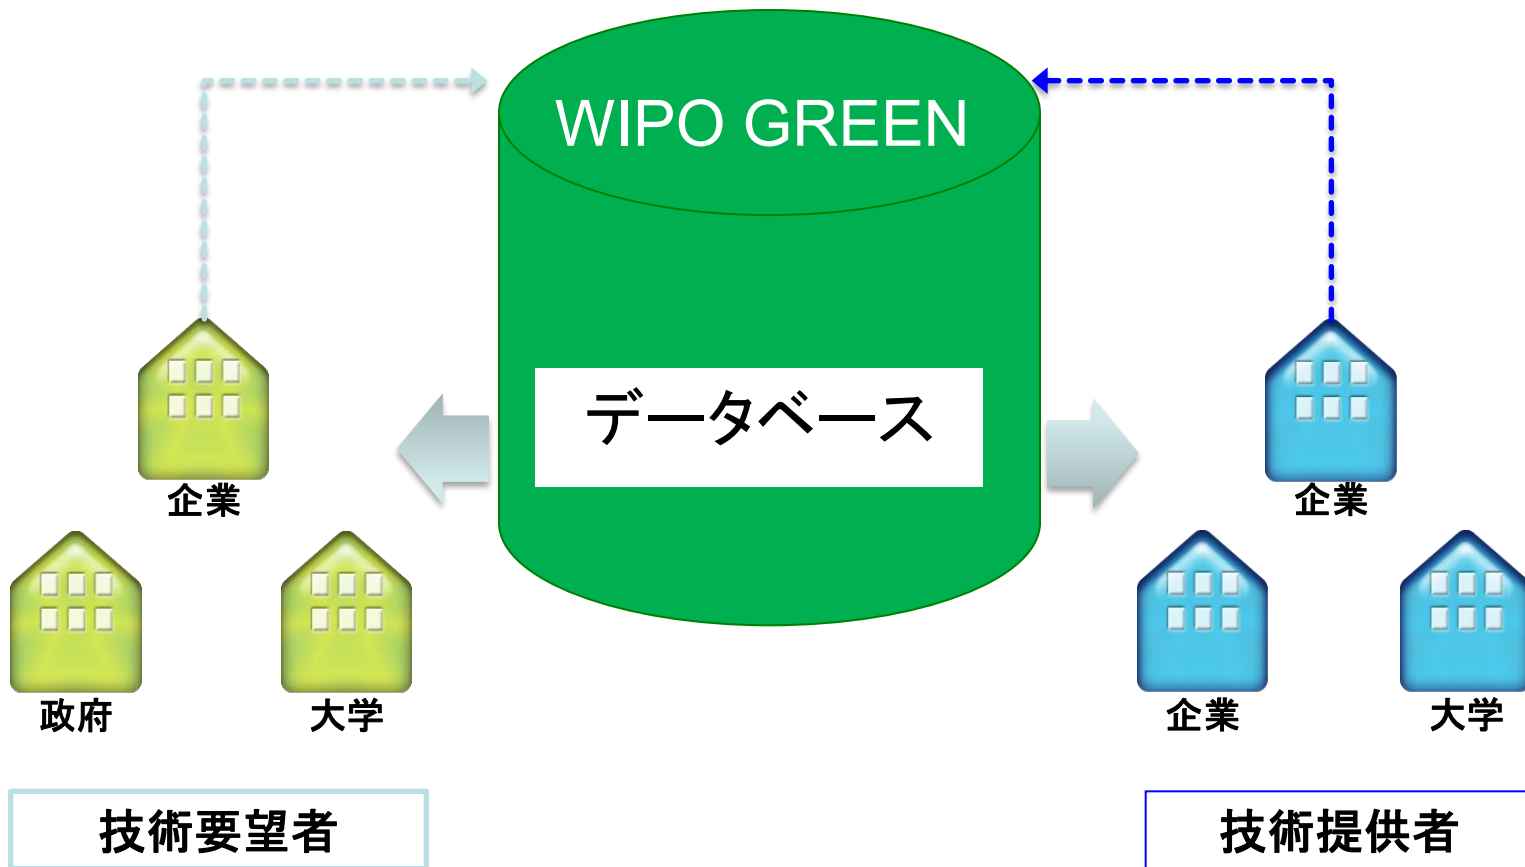 WIPO GREEN
データベース
企業
企業
政府
大学
企業
大学
技術要望者
技術提供者